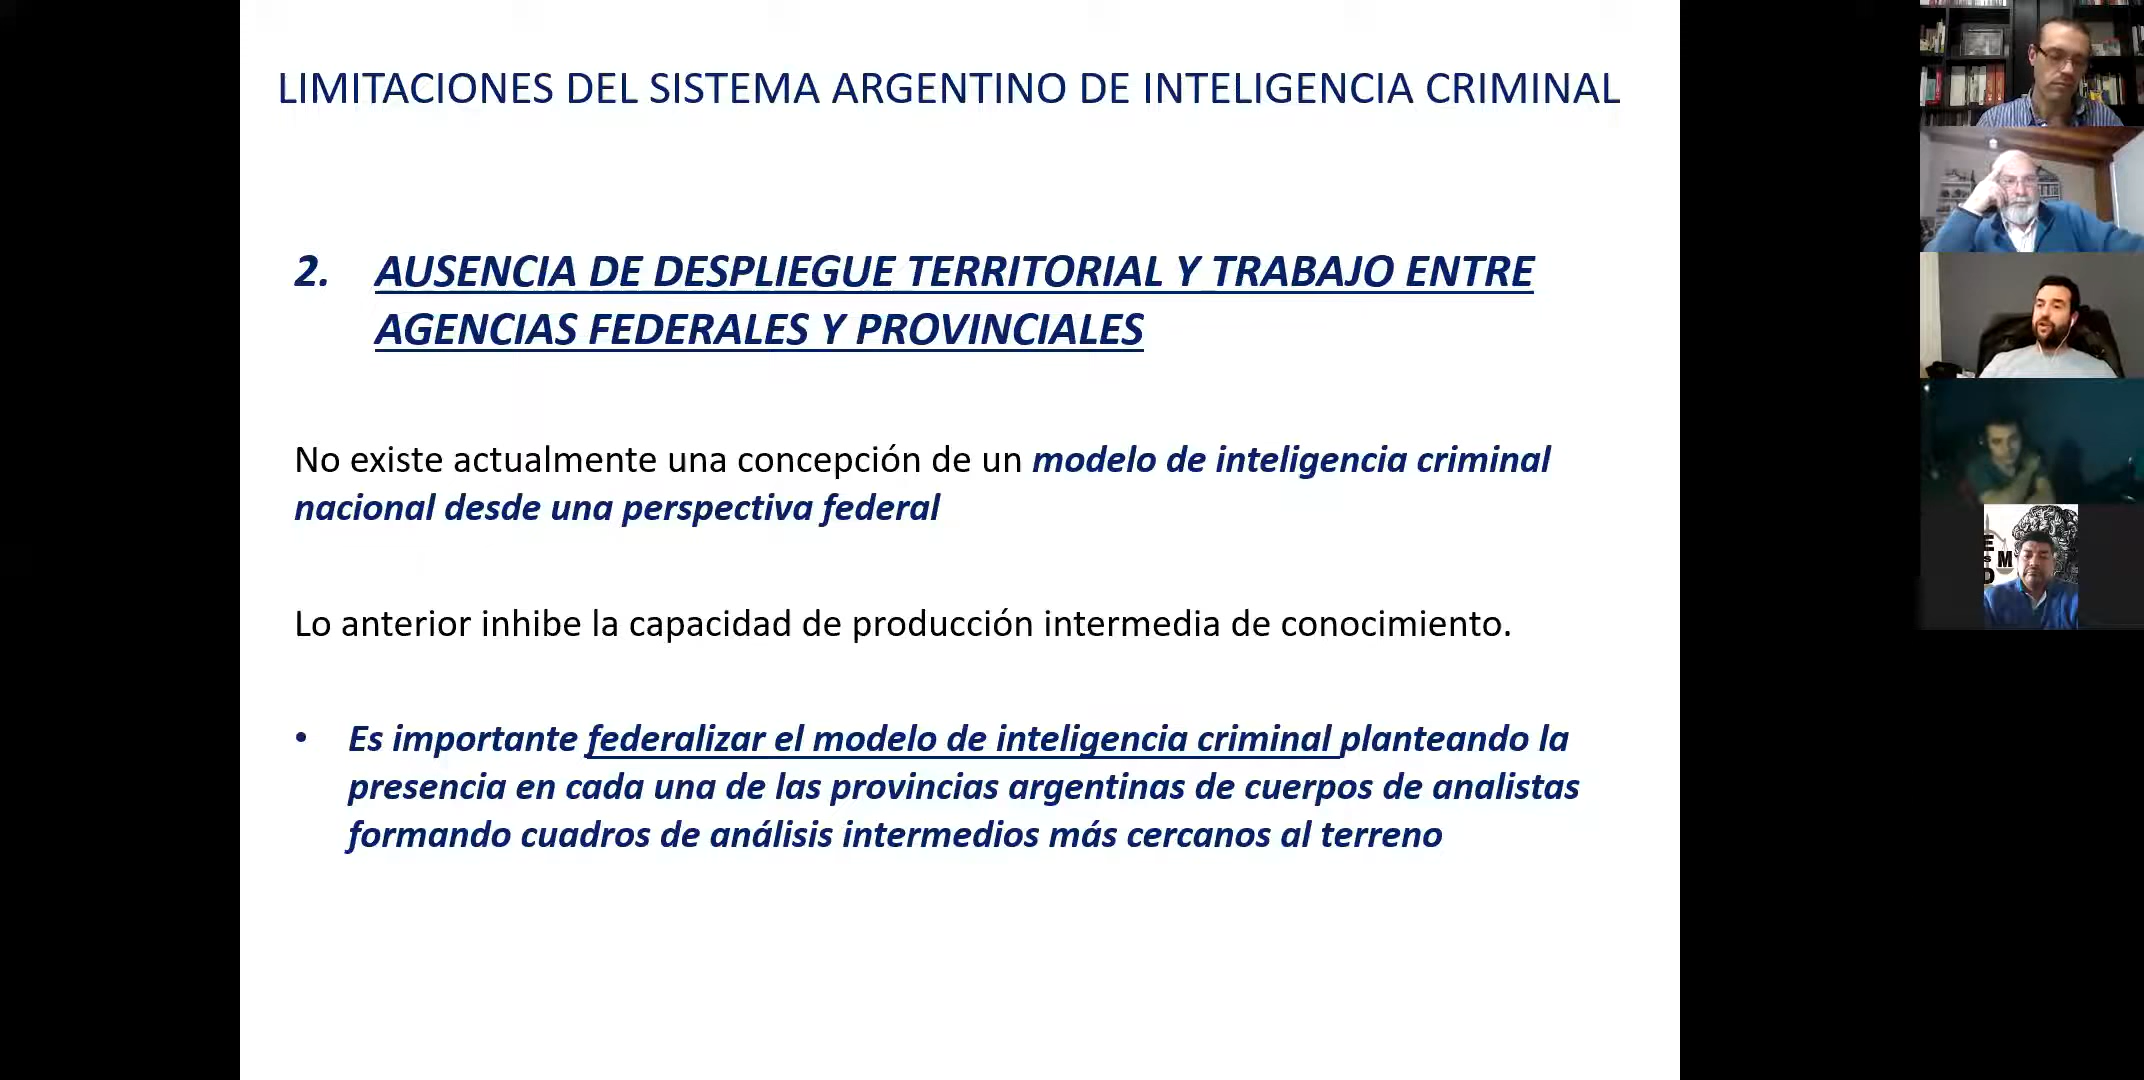 LIMITACIONES DEL SISTEMA ARGENTINO DE INTELIGENCIA CRIMINAL
2. AUSENCIA DE DESPLIEGUE TERRITORIAL Y TRABAJO ENTRE
AGENCIAS FEDERALES Y PROVINCIALES
No existe actualmente una concepción de un modelo de inteligencia criminal
nacional desde una perspectiva federal
Lo anterior inhibe la capacidad de producción intermedia de conocimiento.
• Es importante federalizar el modelo de inteligencia criminal planteando la
presencia en cada una de las provincias argentinas de cuerpos de analistas
formando cuadros de análisis intermedios más cercanos al terreno